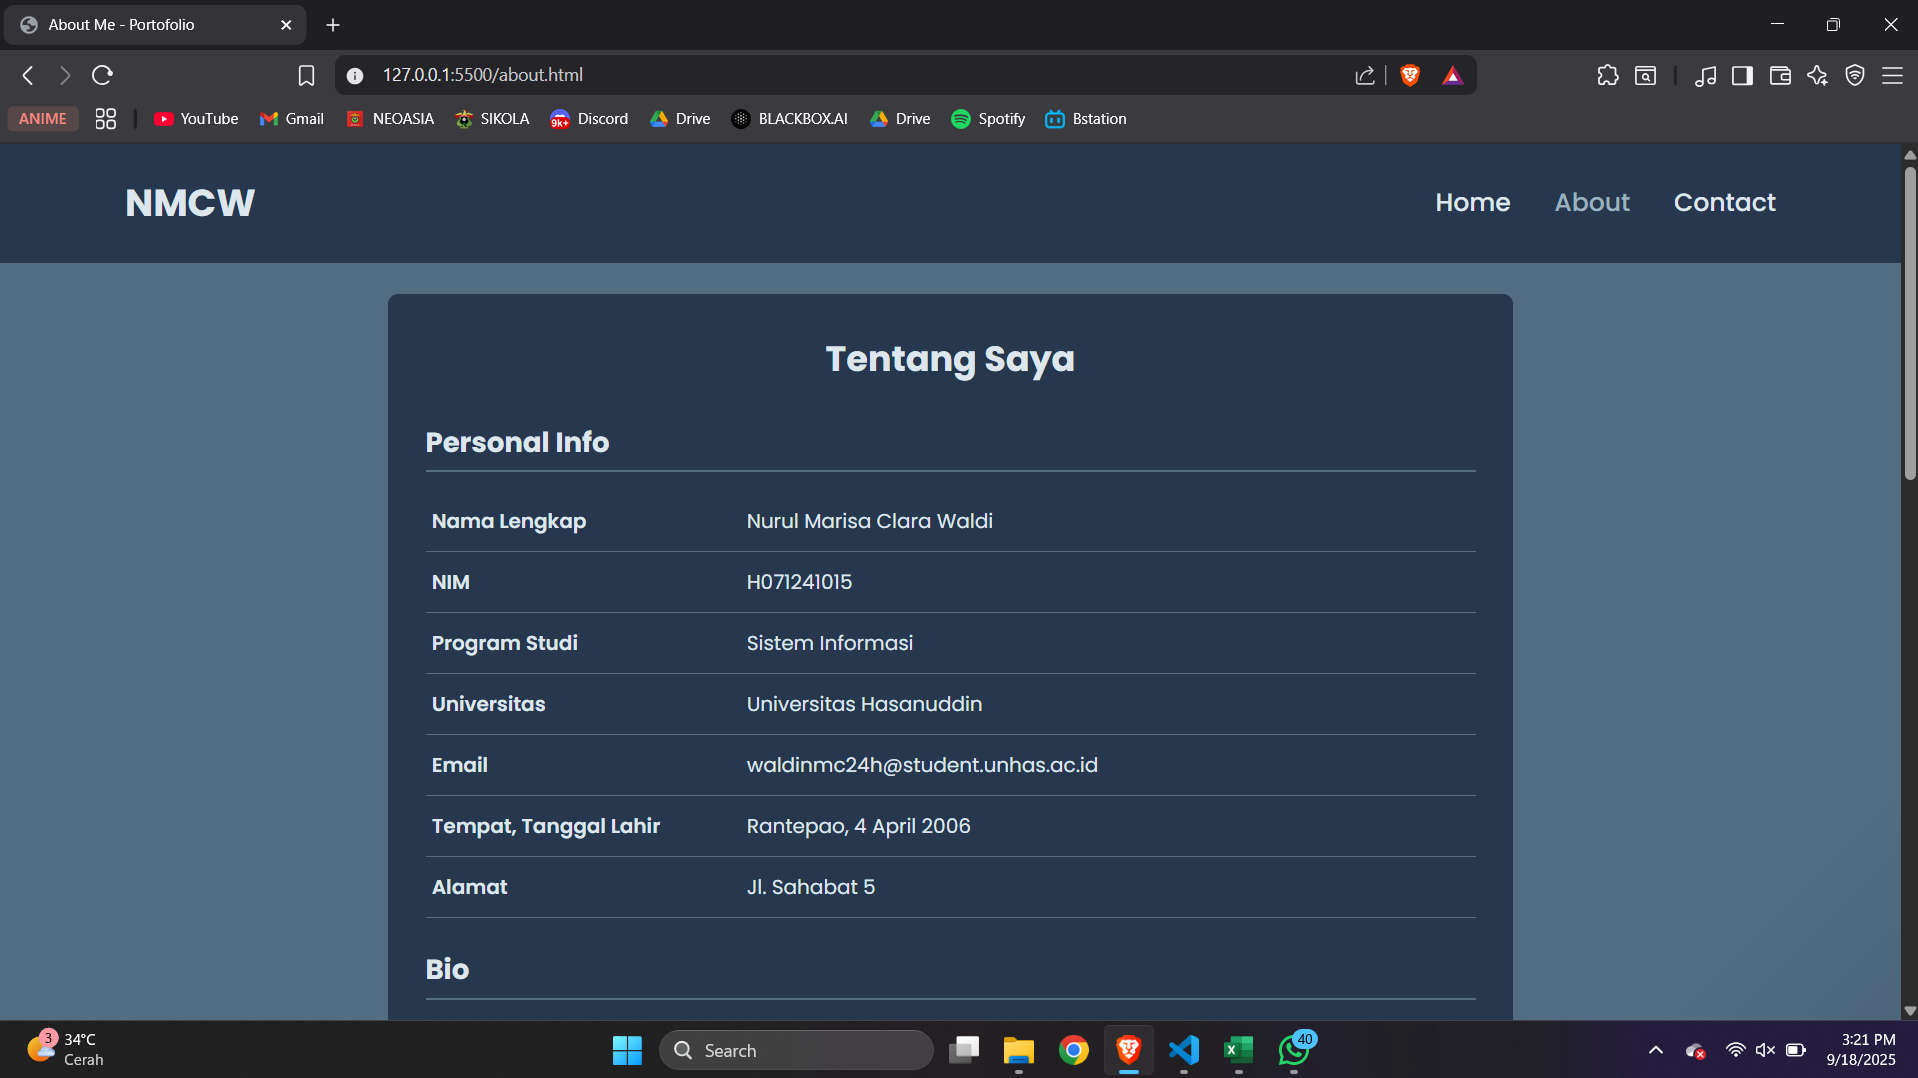 About Me - Portofolio
127.0.0.1:5500/about.html
ANIME YouTube Gmail NEOASIA SIKOLA 9k+ Discord Drive BLACKBOX.AI Drive Spotify Bstation
NMCW Home About Contact
Tentang Saya
Personal Info
Nama Lengkap Nurul Marisa Clara Waldi
NIM H071241015
Program Studi Sistem Informasi
Universitas Universitas Hasanuddin
Email waldinmc24h@student.unhas.ac.id
Tempat, Tanggal Lahir Rantepao, 4 April 2006
Alamat Jl. Sahabat 5
Bio
3 34°C
Cerah
Search
40
3:21 PM
9/18/2025